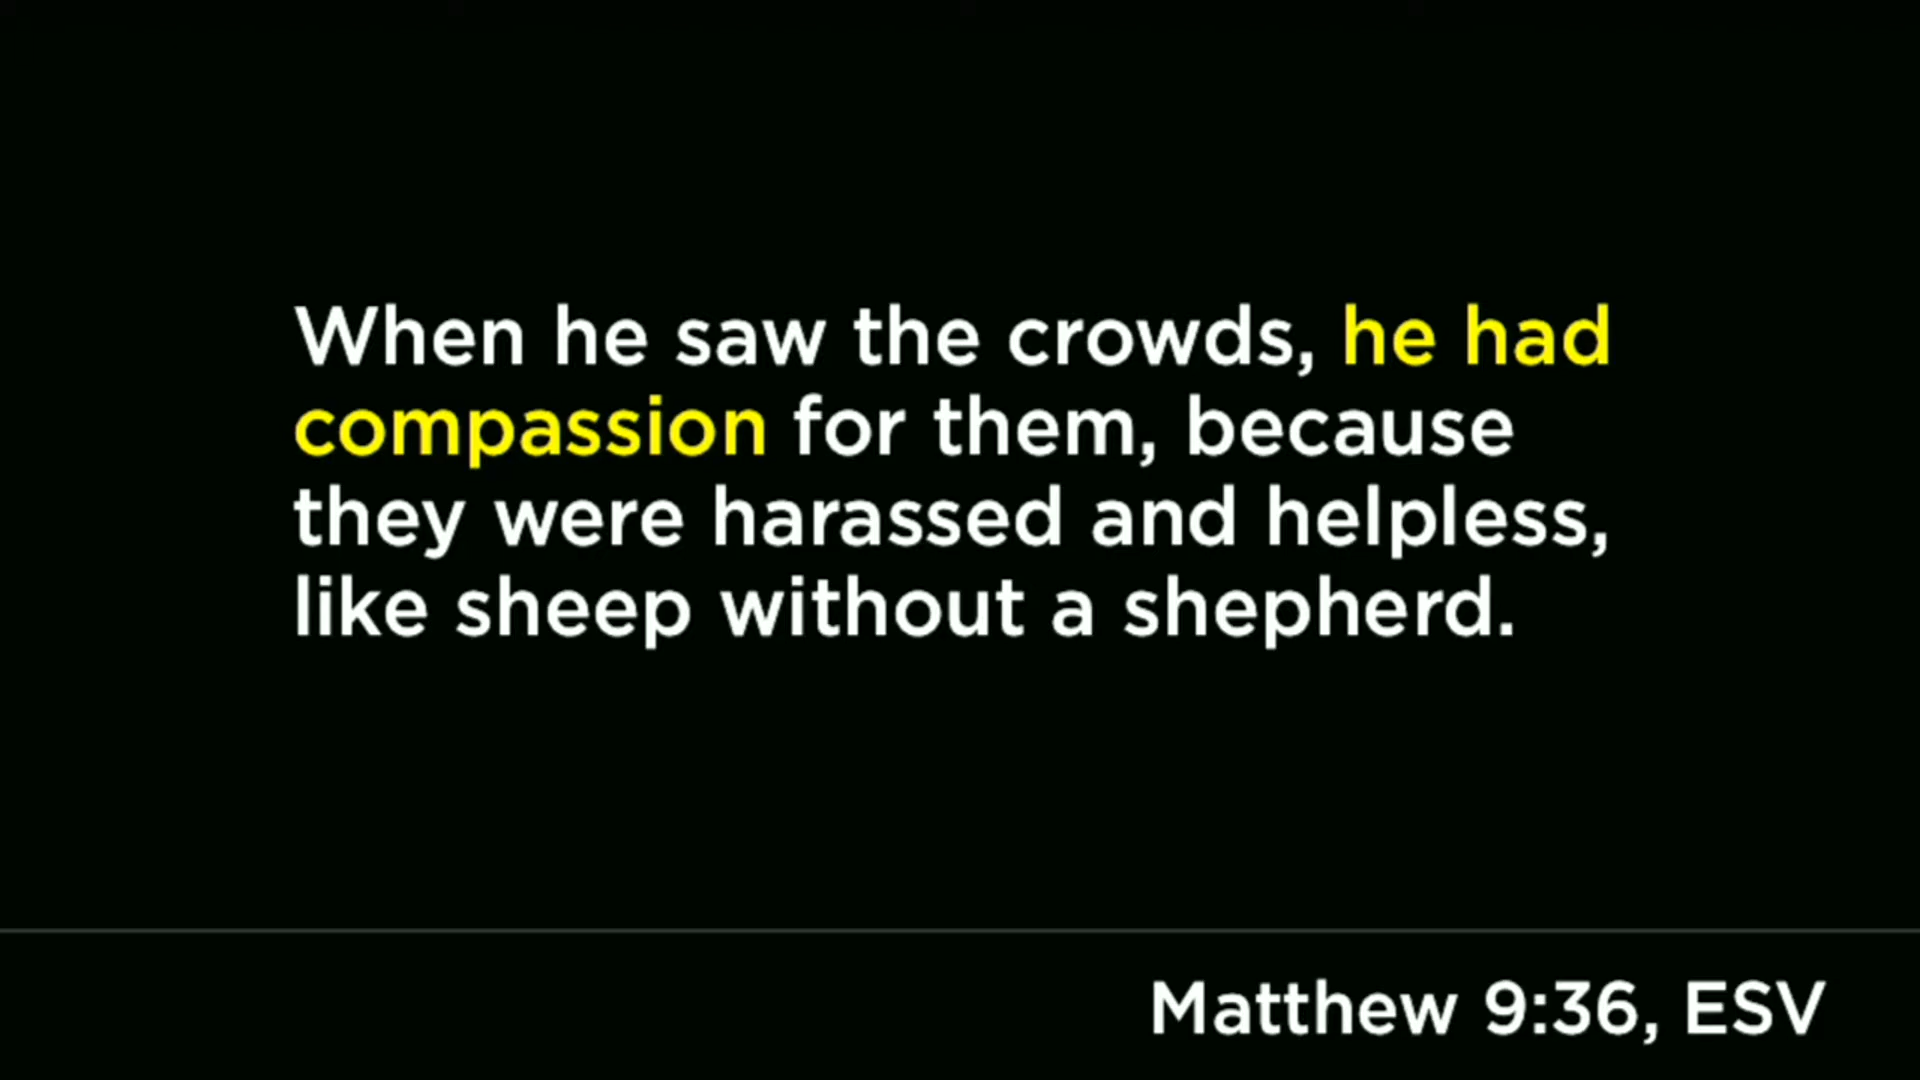 When he saw the crowds, he had
compassion for them, because
they were harassed and helpless,
like sheep without a shepherd.
Matthew 9:36, ESV